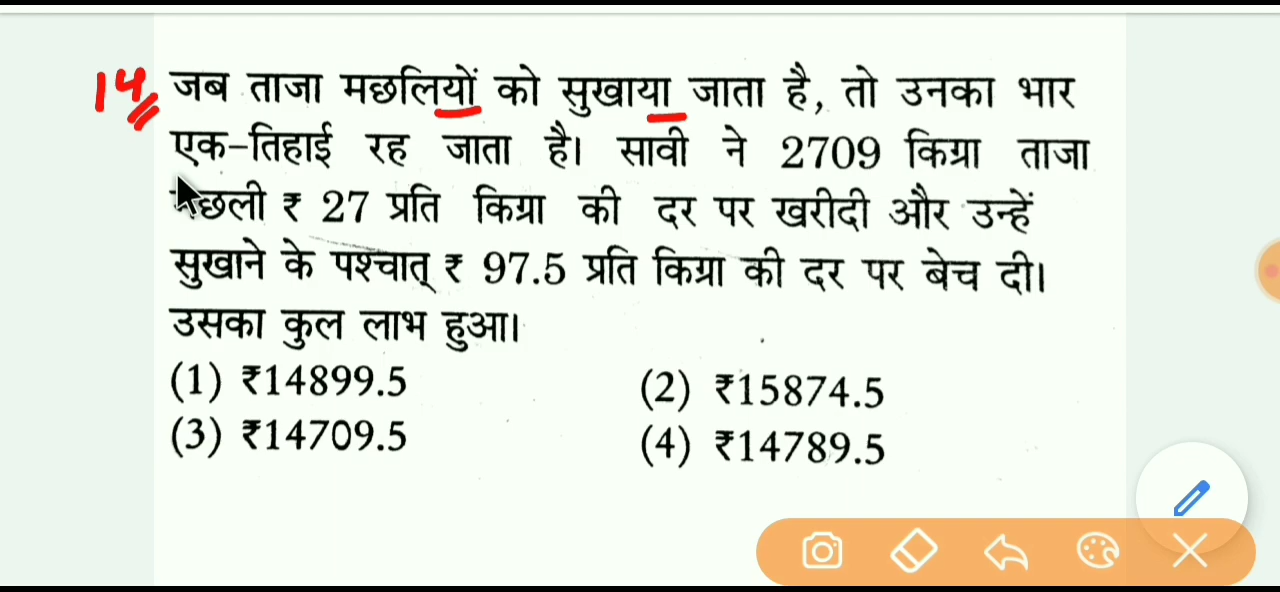 14 जब ताजा मछलियों को सुखाया जाता है, तो उनका भार
एक-तिहाई रह जाता है। सावी ने 2709 किग्रा ताजा
मछली ₹ 27 प्रति किग्रा की दर पर खरीदी और उन्हें
सुखाने के पश्चात् ₹ 97.5 प्रति किग्रा की दर पर बेच दी।
उसका कुल लाभ हुआ।
(1) ₹14899.5 (2) ₹15874.5
(3) ₹14709.5 (4) ₹14789.5